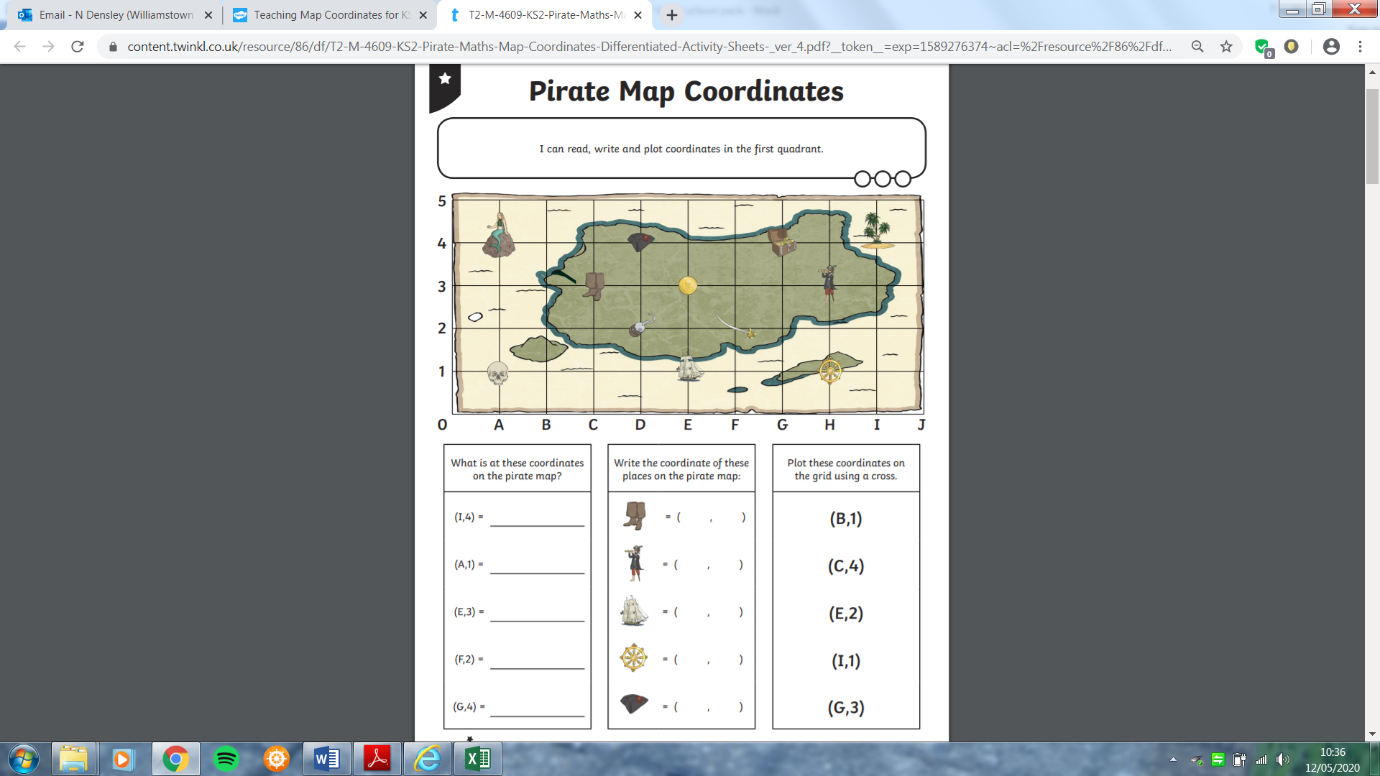 Email - N Densley (Williamstown
Teaching Map Coordinates for KS
T2-M-4609-KS2-Pirate-Maths-Ma
content.twinkl.co.uk/resource/86/df/T2-M-4609-KS2-Pirate-Maths-Map-Coordinates-Differentiated-Activity-Sheets-_ver_4.pdf?__token__=exp=1589276374~acl=%2Fresource%2F86%2Fdf...
0
Pirate Map Coordinates
I can read, write and plot coordinates in the first quadrant.
5
4
3
2
1
O A B C D E F G H I J
What is at these coordinates
on the pirate map?
(I,4) =
(A,1) =
(E,3) =
(F,2) =
(G,4) =
Write the coordinate of these
places on the pirate map:
= ( , )
= ( , )
= ( , )
= ( , )
= ( , )
Plot these coordinates on
the grid using a cross.
(B,1)
(C,4)
(E,2)
(I,1)
(G,3)
10:36
12/05/2020